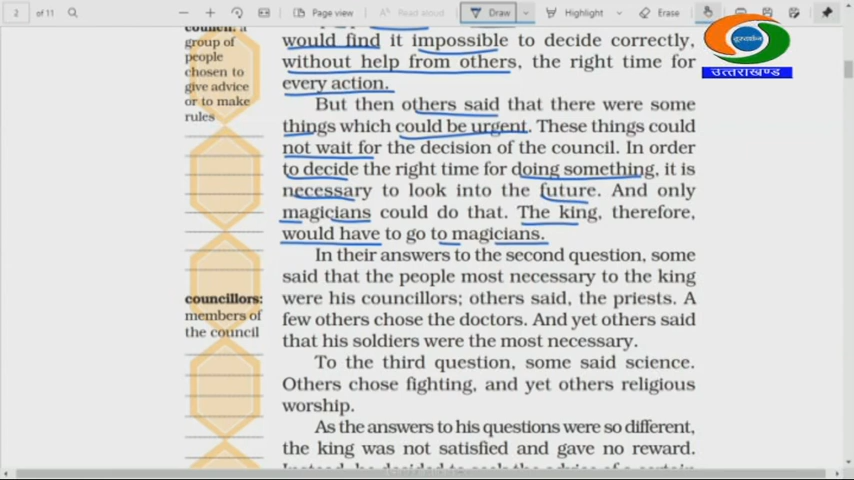 2 of 11
Page view
Read aloud
Draw
Highlight
Erase
दूरदर्शन
उत्तराखण्ड
council: a
group of
people
chosen to
give advice
or to make
rules
would find it impossible to decide correctly,
without help from others, the right time for
every action.
But then others said that there were some
things which could be urgent. These things could
not wait for the decision of the council. In order
to decide the right time for doing something, it is
necessary to look into the future. And only
magicians could do that. The king, therefore,
would have to go to magicians.
In their answers to the second question, some
said that the people most necessary to the king
were his councillors; others said, the priests. A
few others chose the doctors. And yet others said
that his soldiers were the most necessary.
councillors:
members of
the council
To the third question, some said science.
Others chose fighting, and yet others religious
worship.
As the answers to his questions were so different,
the king was not satisfied and gave no reward.